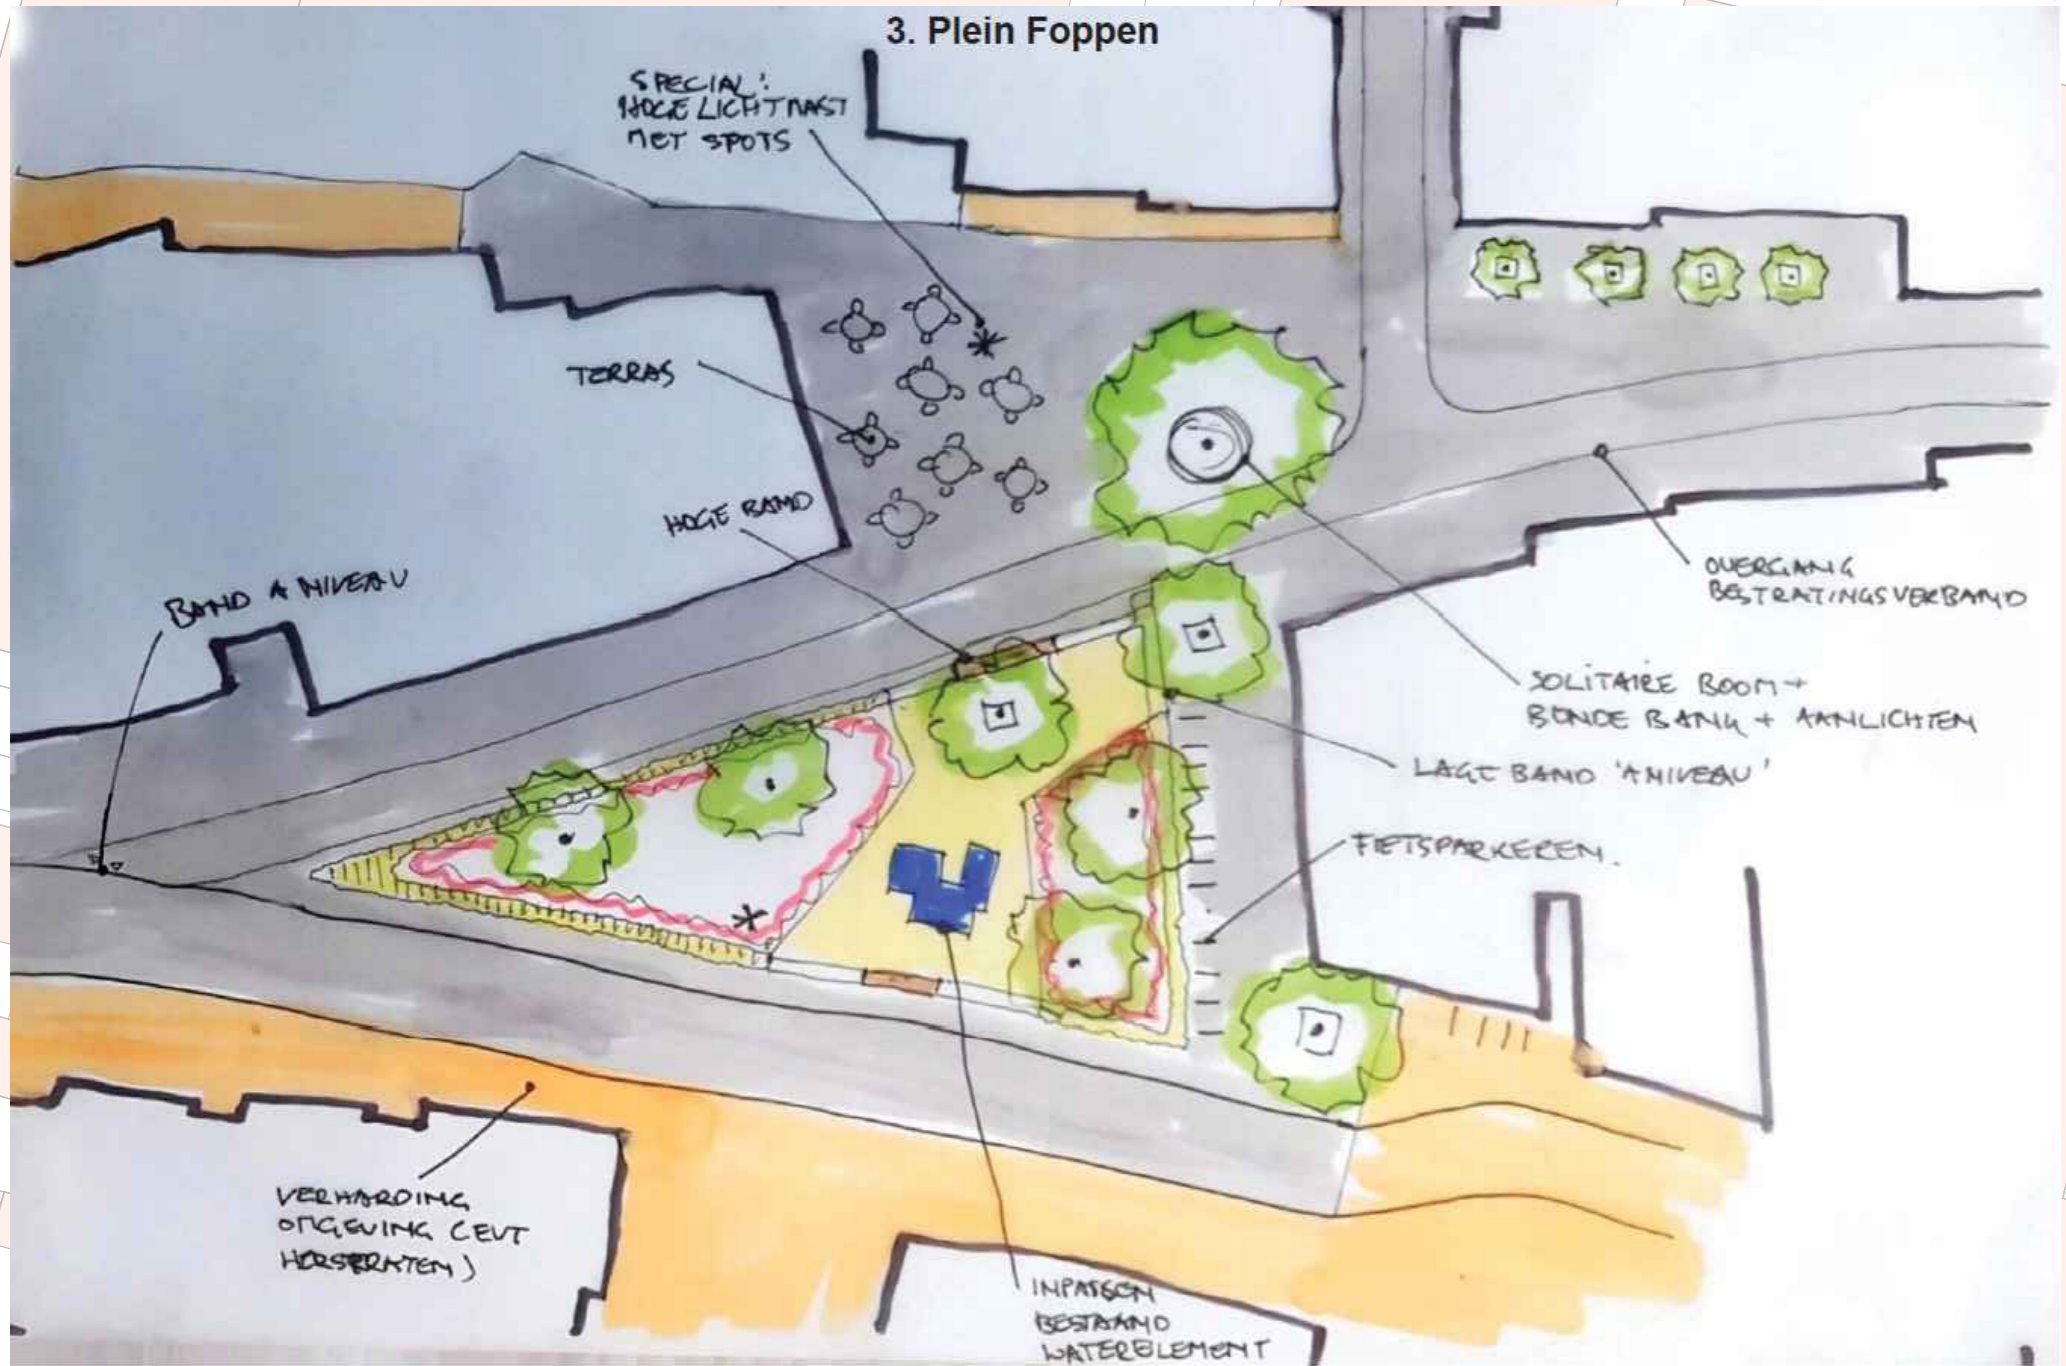 3. Plein Foppen
SPECIAL:
HOGE LICHTMAST
MET SPOTS
TERRAS
HOGE BAND
BAND A NIVEAU
OVERGANG
BESTRATINGSVERBAND
SOLITAIRE BOOM +
RONDE BANK + AANLICHTEN
LAGE BAND 'A NIVEAU'
FIETSPARKEREN.
VERHARDING
OMGEVING (EVT
HERSTRATEN)
INPASSEN
BESTAAND
WATERELEMENT